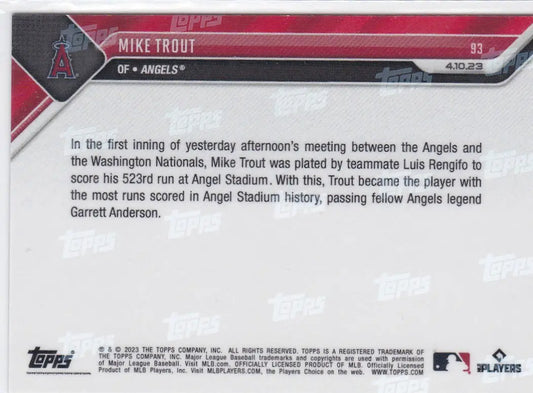 MIKE TROUT
93
OF • ANGELS®
4.10.23
In the first inning of yesterday afternoon's meeting between the Angels and
the Washington Nationals, Mike Trout was plated by teammate Luis Rengifo to
score his 523rd run at Angel Stadium. With this, Trout became the player with
the most runs scored in Angel Stadium history, passing fellow Angels legend
Garrett Anderson.
Topps
® & © 2023 THE TOPPS COMPANY, INC. ALL RIGHTS RESERVED. TOPPS IS A REGISTERED TRADEMARK OF
THE TOPPS COMPANY, INC. Major League Baseball trademarks and copyrights are used with permission
of Major League Baseball. Visit MLB.com. OFFICIALLY LICENSED PRODUCT OF MLB. Officially Licensed
Product of MLB Players, Inc. MLBPLAYERS.COM, the Players Choice on the web. WWW.TOPPS.COM
PLAYERS